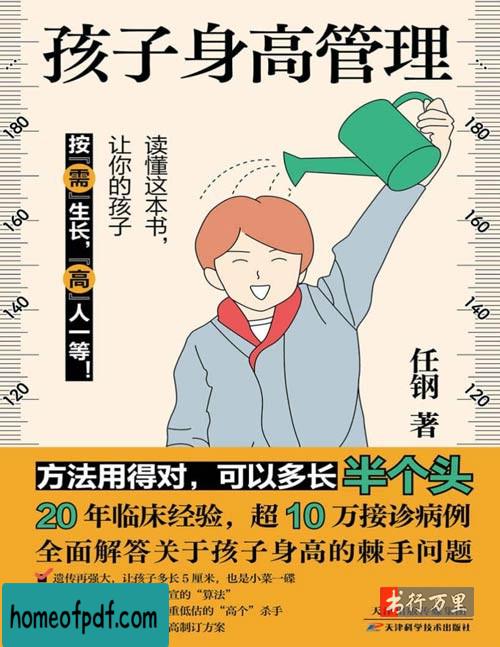 孩子身高管理
读懂这本书，
让你的孩子
按『需』生长，『高』人一等！
180
160
140
120
180
160
140
120
任钢 著
方法用得对，可以多长半个头
20年临床经验，超10万接诊病例
全面解答关于孩子身高的棘手问题
遗传再强大，让孩子多长5厘米，也是小菜一碟
宣的“算法”
重低估的“高个”杀手
高制订方案
homeofpdf.com
书行万里
天津科学技术出版社